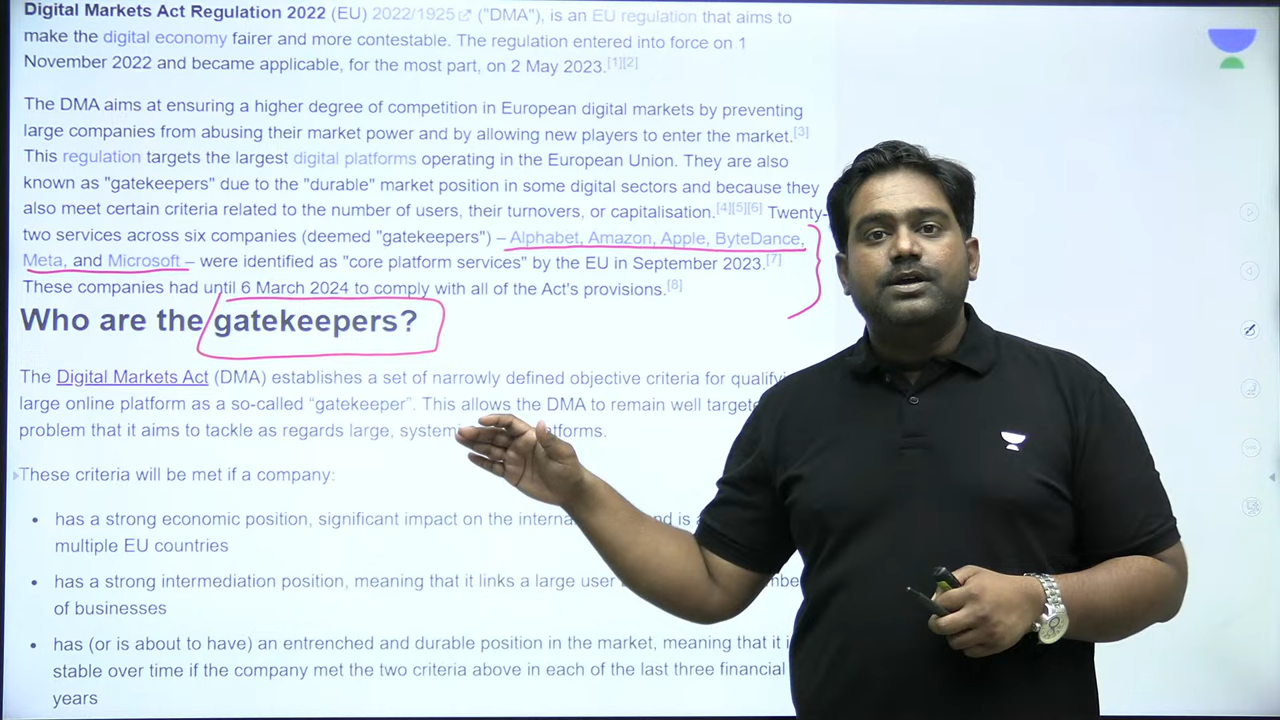 Digital Markets Act Regulation 2022 (EU) 2022/1925 ("DMA"), is an EU regulation that aims to
make the digital economy fairer and more contestable. The regulation entered into force on 1
November 2022 and became applicable, for the most part, on 2 May 2023.[1][2]
The DMA aims at ensuring a higher degree of competition in European digital markets by preventing
large companies from abusing their market power and by allowing new players to enter the market.[3]
This regulation targets the largest digital platforms operating in the European Union. They are also
known as "gatekeepers" due to the "durable" market position in some digital sectors and because they
also meet certain criteria related to the number of users, their turnovers, or capitalisation.[4][5][6] Twenty-
two services across six companies (deemed "gatekeepers") – Alphabet, Amazon, Apple, ByteDance,
Meta, and Microsoft – were identified as "core platform services" by the EU in September 2023.[7]
These companies had until 6 March 2024 to comply with all of the Act's provisions.[8]
Who are the gatekeepers?
The Digital Markets Act (DMA) establishes a set of narrowly defined objective criteria for
large online platform as a so-called “gatekeeper”. This allows the DMA to remain well
problem that it aims to tackle as regards large,
These criteria will be met if a company:
• has a strong economic position, significant impact on the
multiple EU countries
• has a strong intermediation position, meaning that it links a large user
of businesses
• has (or is about to have) an entrenched and durable position in the market, meaning that it
stable over time if the company met the two criteria above in each of the last three financial
years